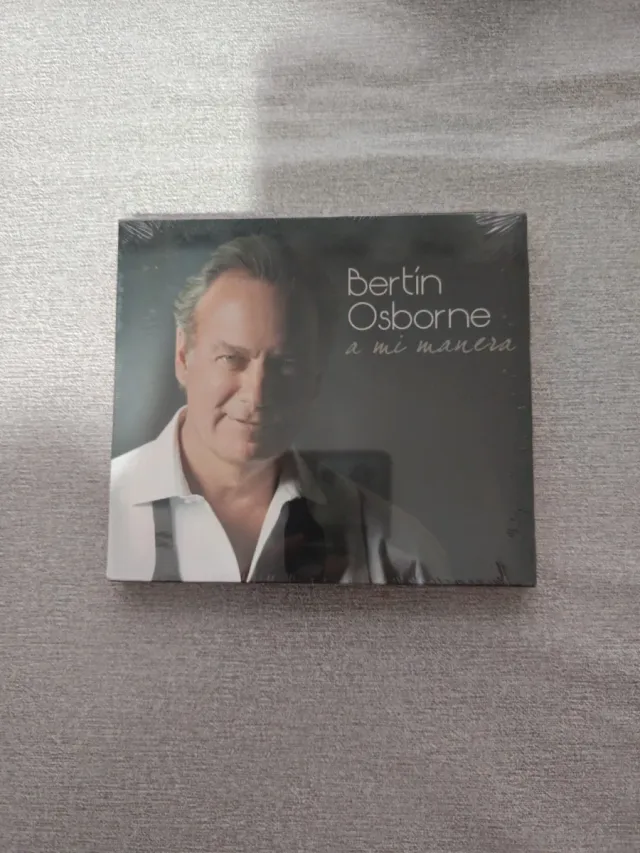 Bertín
Osborne
a mi manera